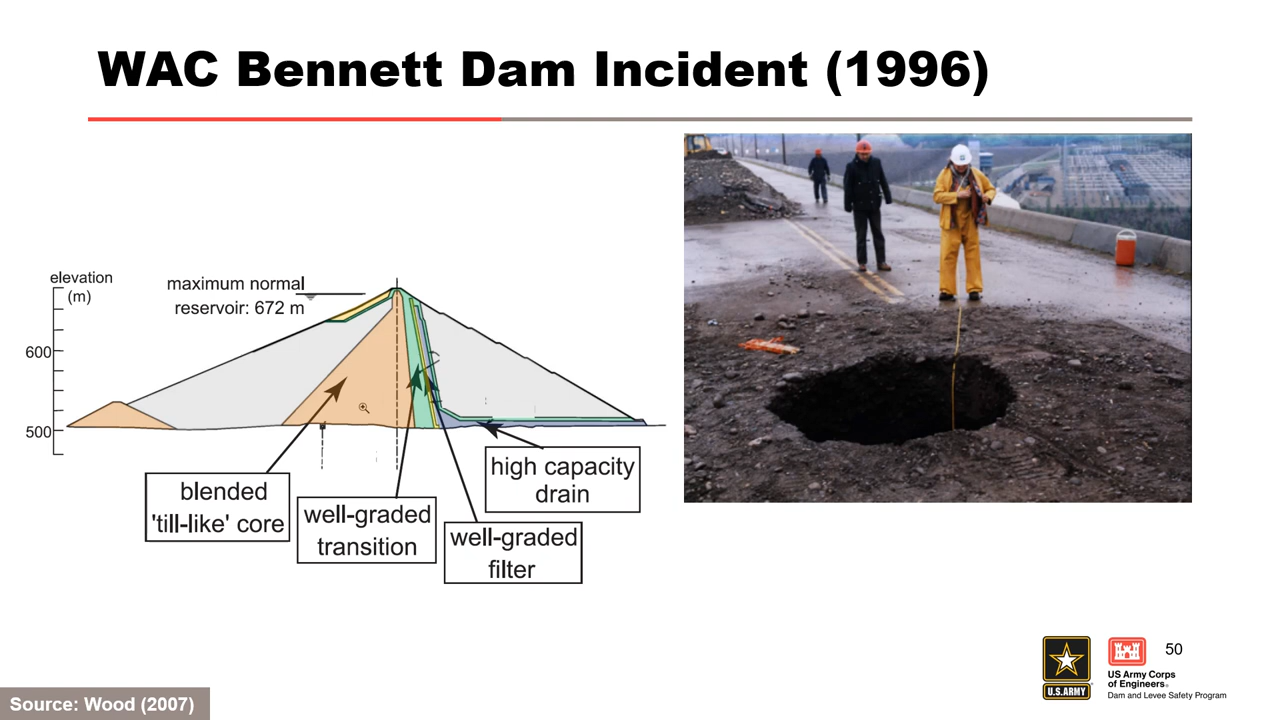 WAC Bennett Dam Incident (1996)
elevation
(m)
maximum normal
reservoir: 672 m
600
500
blended
'till-like' core
well-graded
transition
well-graded
filter
high capacity
drain
U.S.ARMY
US Army Corps
of Engineers®
Dam and Levee Safety Program
50
Source: Wood (2007)